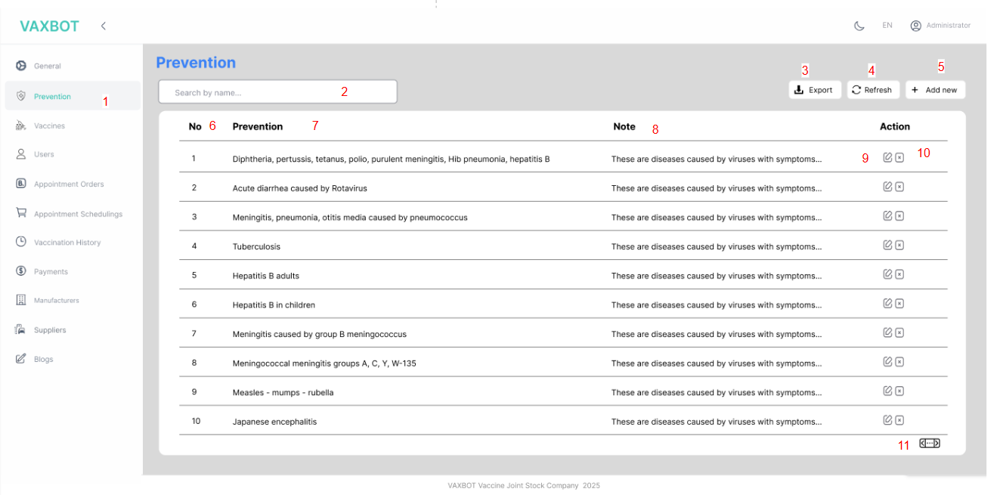 VAXBOT
EN
Administrator
General
Prevention
1
Vaccines
Users
Appointment Orders
Appointment Schedulings
Vaccination History
Payments
Manufacturers
Suppliers
Blogs
Prevention
Search by name...
2
3
4
5
Export
Refresh
+ Add new
No 6 Prevention 7 Note 8 Action
1 Diphtheria, pertussis, tetanus, polio, purulent meningitis, Hib pneumonia, hepatitis B These are diseases caused by viruses with symptoms... 9 10
2 Acute diarrhea caused by Rotavirus These are diseases caused by viruses with symptoms...
3 Meningitis, pneumonia, otitis media caused by pneumococcus These are diseases caused by viruses with symptoms...
4 Tuberculosis These are diseases caused by viruses with symptoms...
5 Hepatitis B adults These are diseases caused by viruses with symptoms...
6 Hepatitis B in children These are diseases caused by viruses with symptoms...
7 Meningitis caused by group B meningococcus These are diseases caused by viruses with symptoms...
8 Meningococcal meningitis groups A, C, Y, W-135 These are diseases caused by viruses with symptoms...
9 Measles - mumps - rubella These are diseases caused by viruses with symptoms...
10 Japanese encephalitis These are diseases caused by viruses with symptoms...
11
VAXBOT Vaccine Joint Stock Company 2025